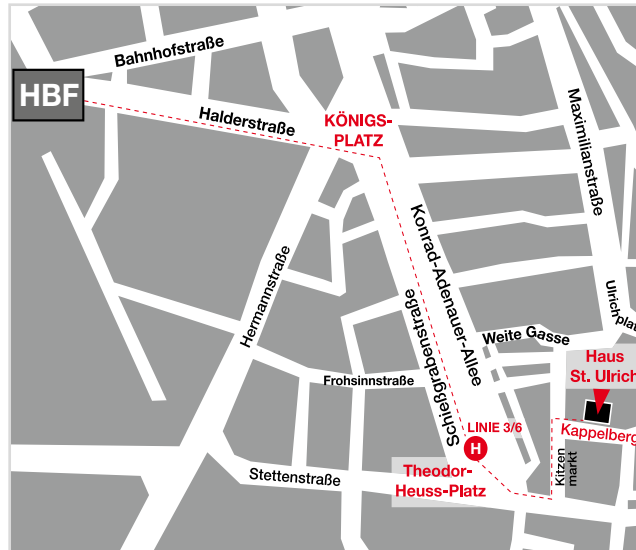 Bahnhofstraße
HBF
Halderstraße
KÖNIGS-
PLATZ
Maximilianstraße
Konrad-Adenauer-Allee
Hermannstraße
Schießgrabenstraße
Ulrichplat
Weite Gasse
Haus
St. Ulrich
Frohsinnstraße
LINIE 3/6
H
Kappelberg
Kitzen
markt
Theodor-
Heuss-Platz
Stettenstraße